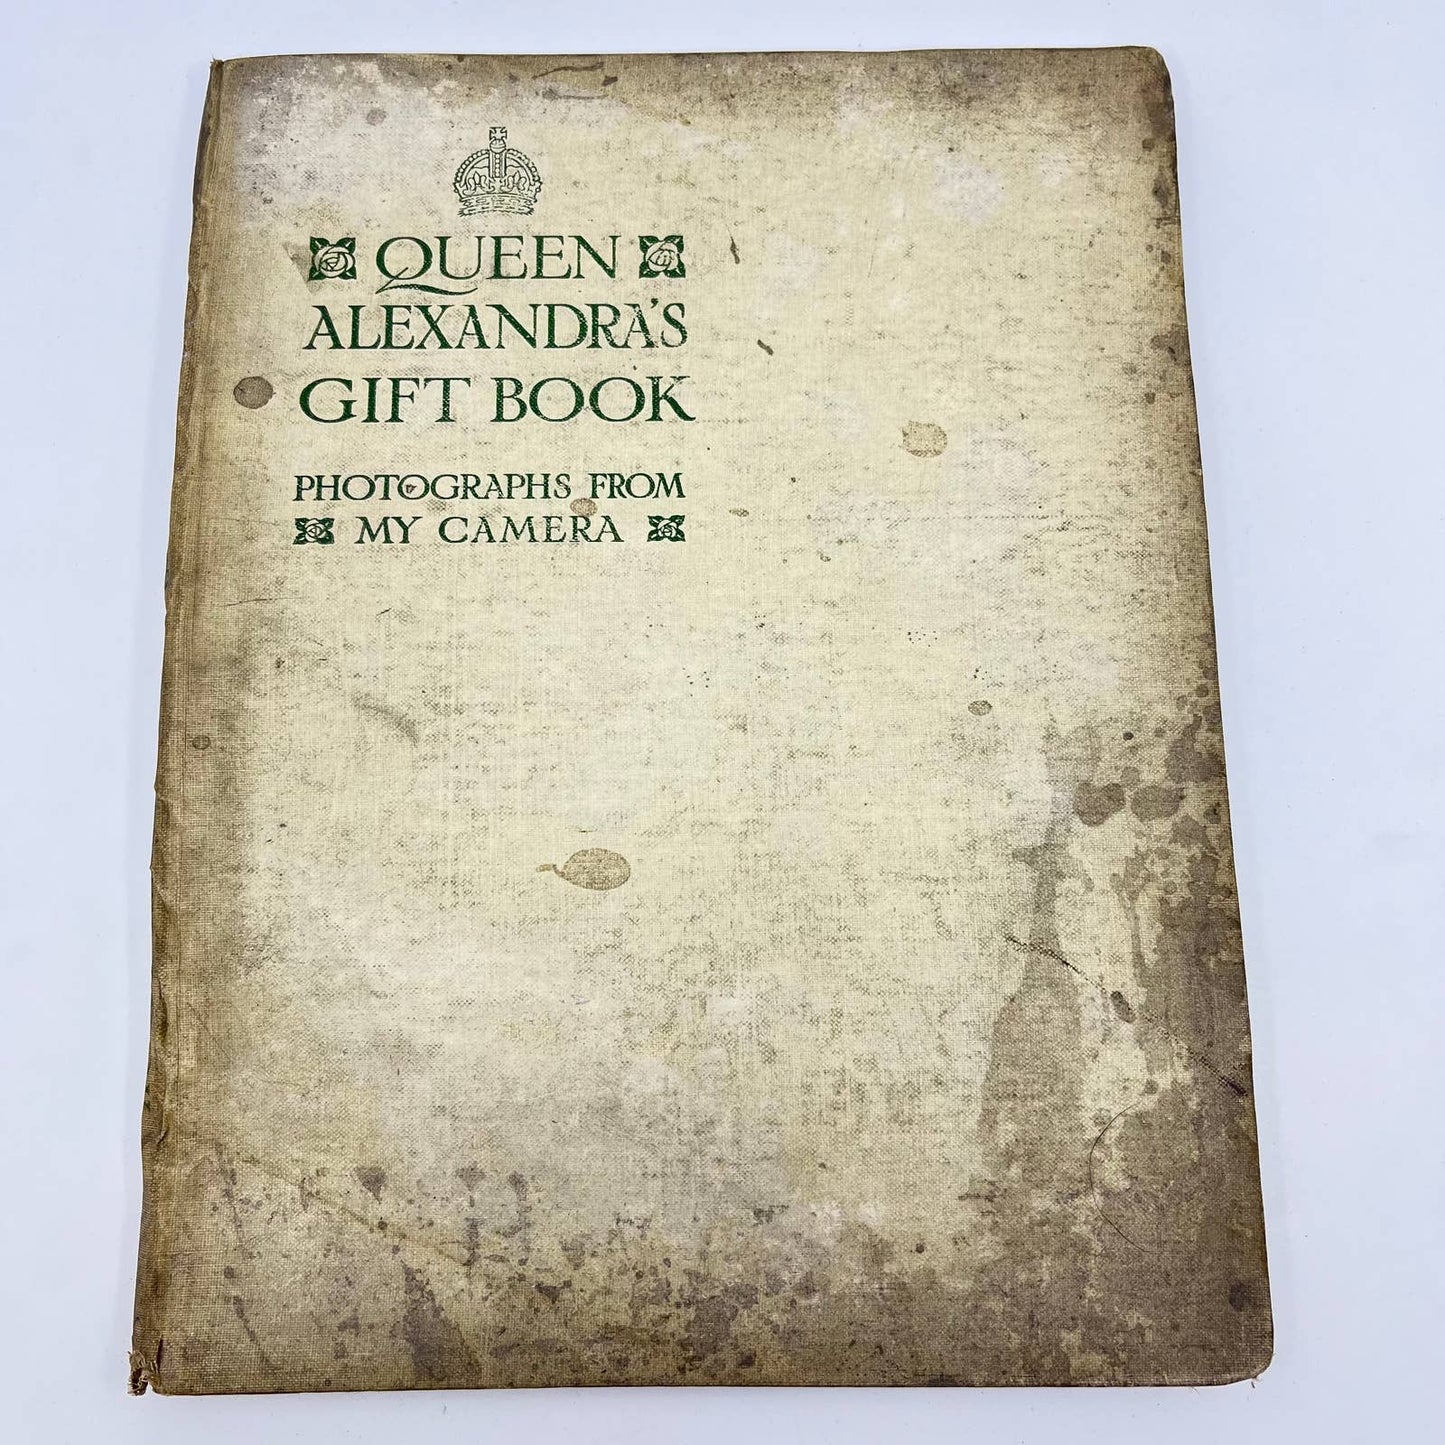 QUEEN
ALEXANDRA'S
GIFT BOOK
PHOTOGRAPHS FROM
MY CAMERA